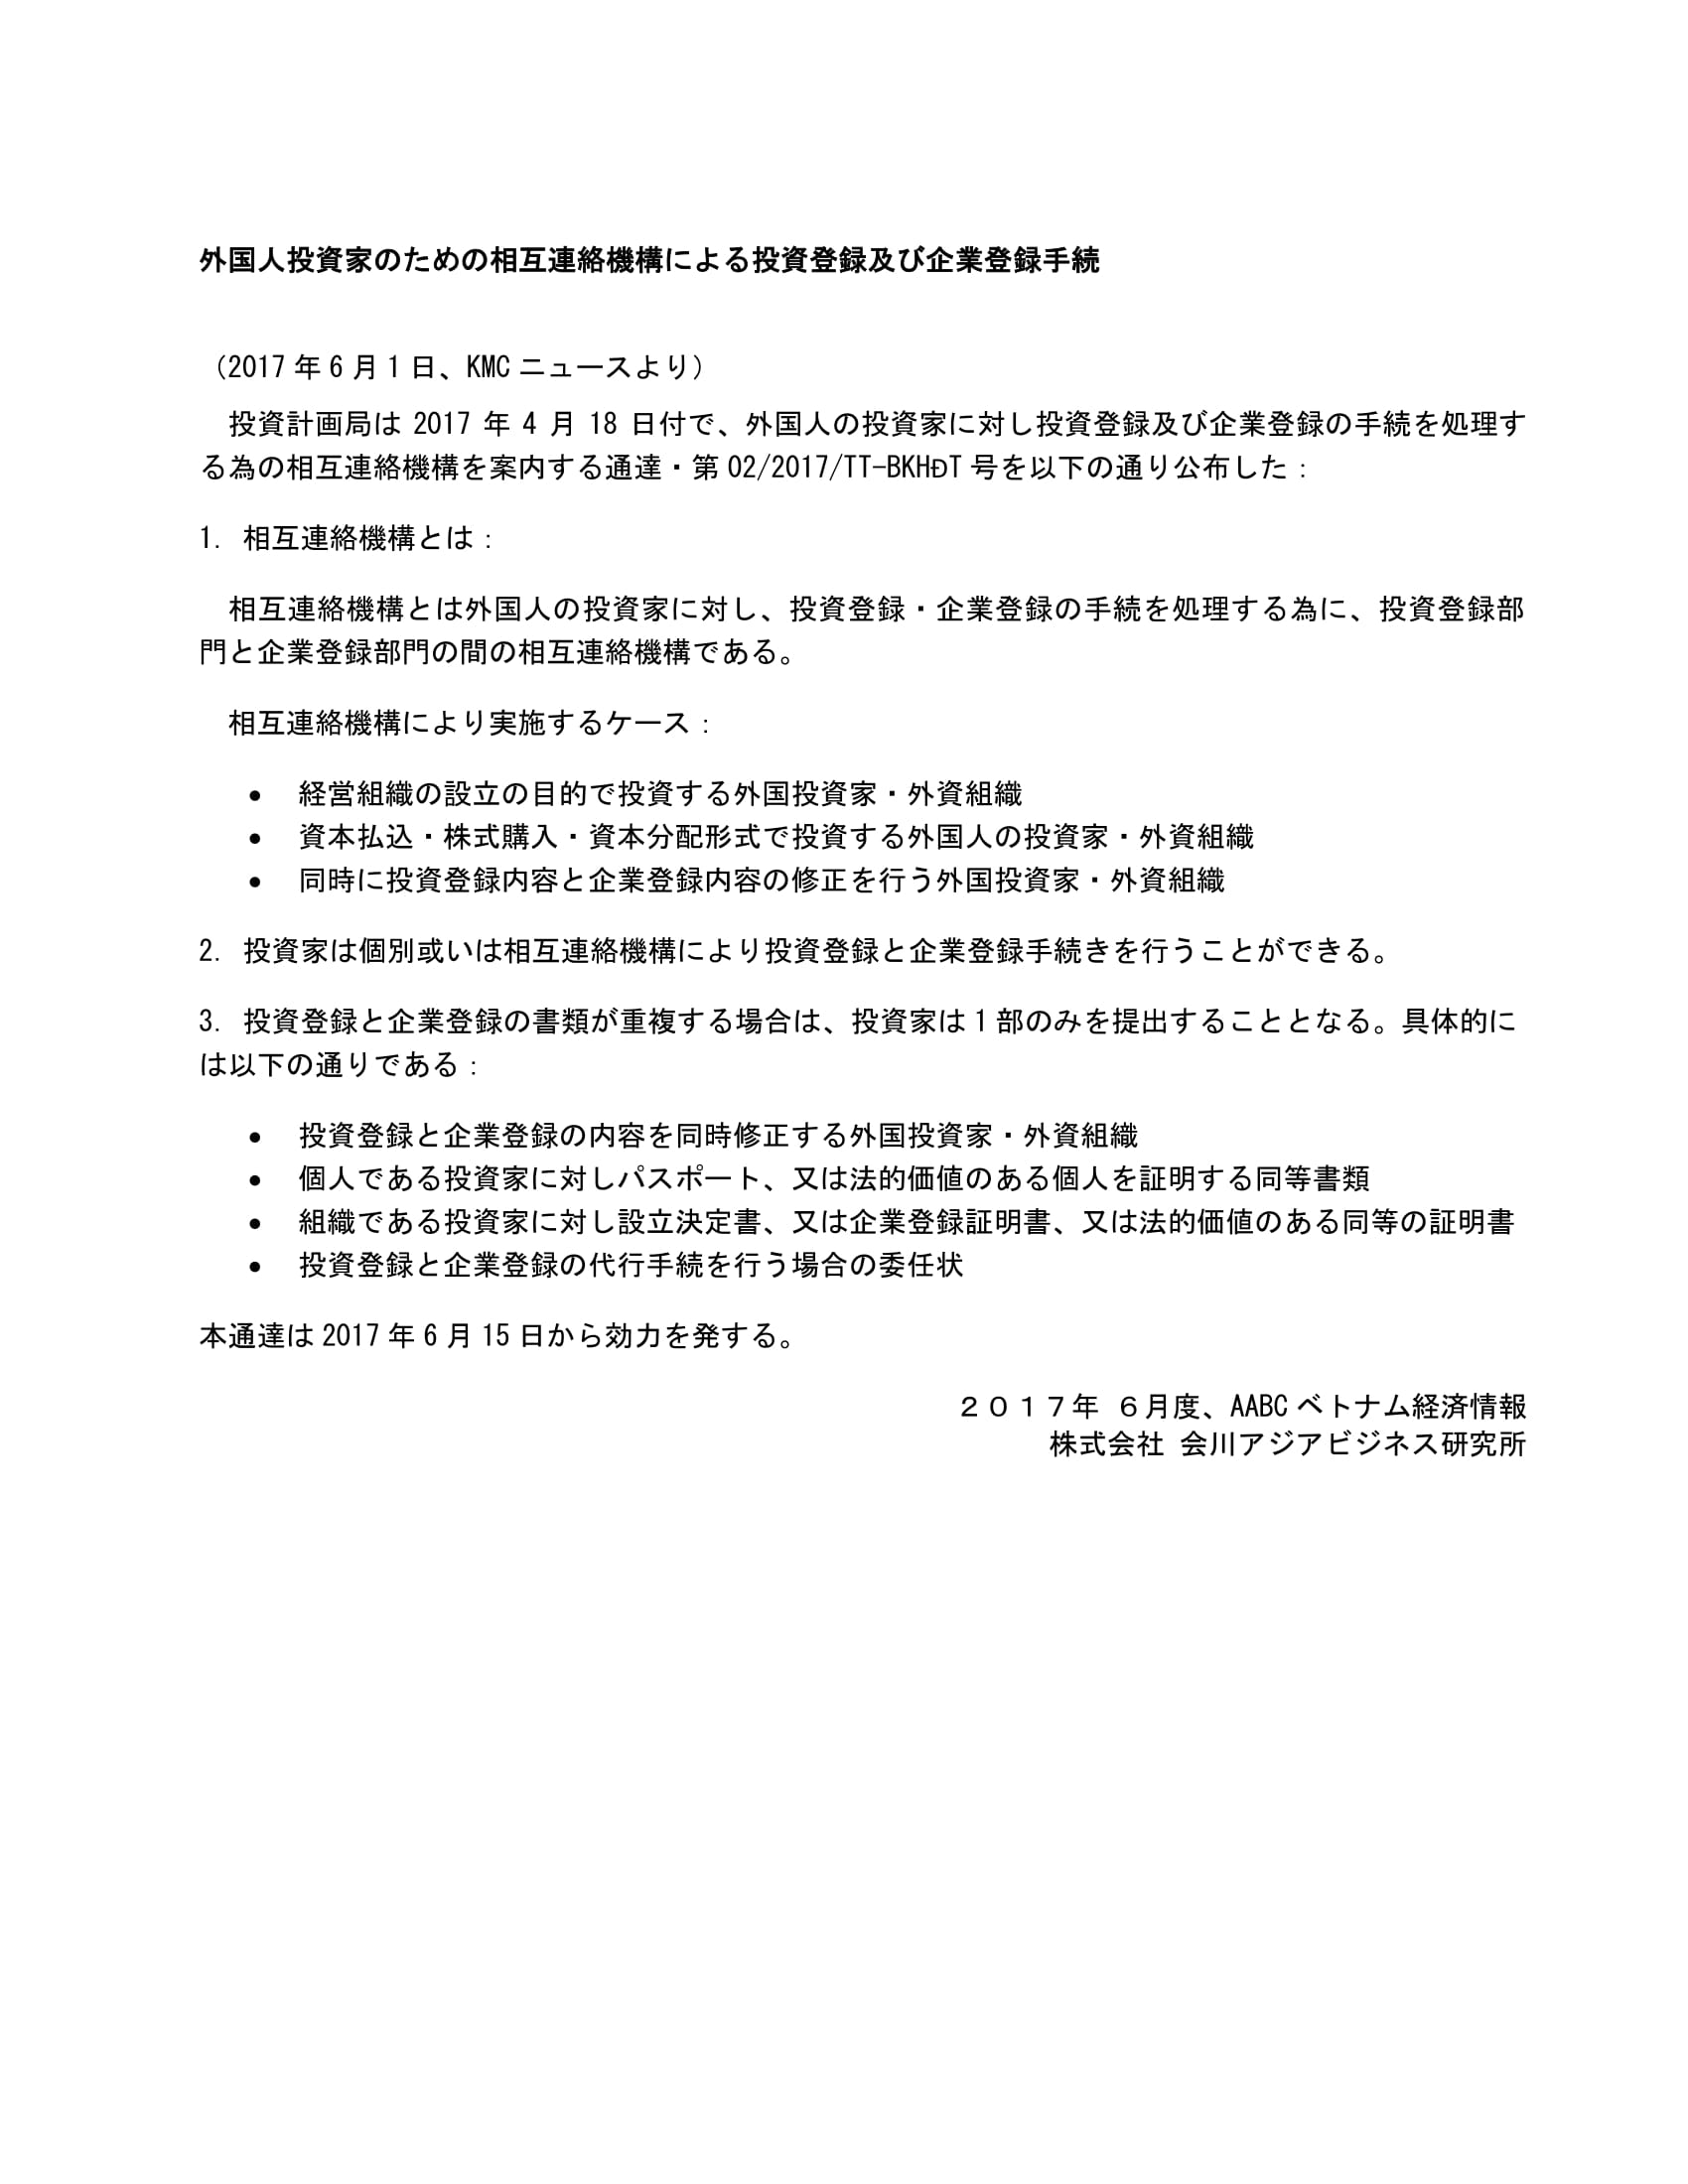 外国人投資家のための相互連絡機構による投資登録及び企業登録手続
（2017 年 6 月 1 日、KMC ニュースより）
投資計画局は 2017 年 4 月 18 日付で、外国人の投資家に対し投資登録及び企業登録の手続を処理す
る為の相互連絡機構を案内する通達・第 02/2017/TT-BKHĐT 号を以下の通り公布した：
1. 相互連絡機構とは：
相互連絡機構とは外国人の投資家に対し、投資登録・企業登録の手続を処理する為に、投資登録部
門と企業登録部門の間の相互連絡機構である。
相互連絡機構により実施するケース：
• 経営組織の設立の目的で投資する外国投資家・外資組織
• 資本払込・株式購入・資本分配形式で投資する外国人の投資家・外資組織
• 同時に投資登録内容と企業登録内容の修正を行う外国投資家・外資組織
2. 投資家は個別或いは相互連絡機構により投資登録と企業登録手続きを行うことができる。
3. 投資登録と企業登録の書類が重複する場合は、投資家は 1 部のみを提出することとなる。具体的に
は以下の通りである：
• 投資登録と企業登録の内容を同時修正する外国投資家・外資組織
• 個人である投資家に対しパスポート、又は法的価値のある個人を証明する同等書類
• 組織である投資家に対し設立決定書、又は企業登録証明書、又は法的価値のある同等の証明書
• 投資登録と企業登録の代行手続を行う場合の委任状
本通達は 2017 年 6 月 15 日から効力を発する。
２０１７年 ６月度、AABC ベトナム経済情報
株式会社 会川アジアビジネス研究所